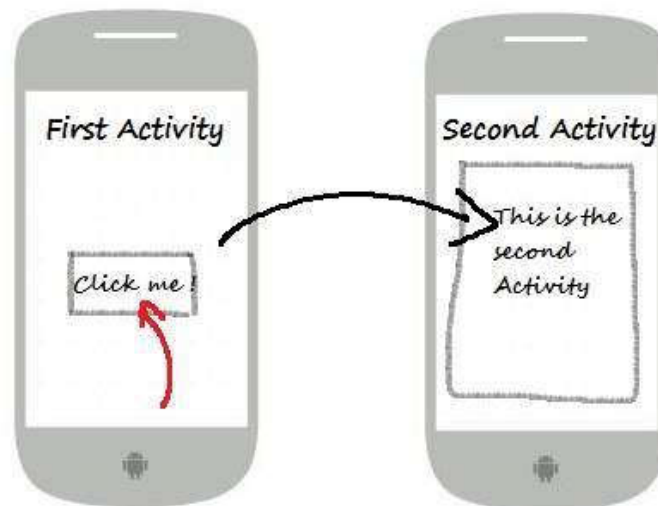 First Activity
Click me!
Second Activity
This is the
second
Activity